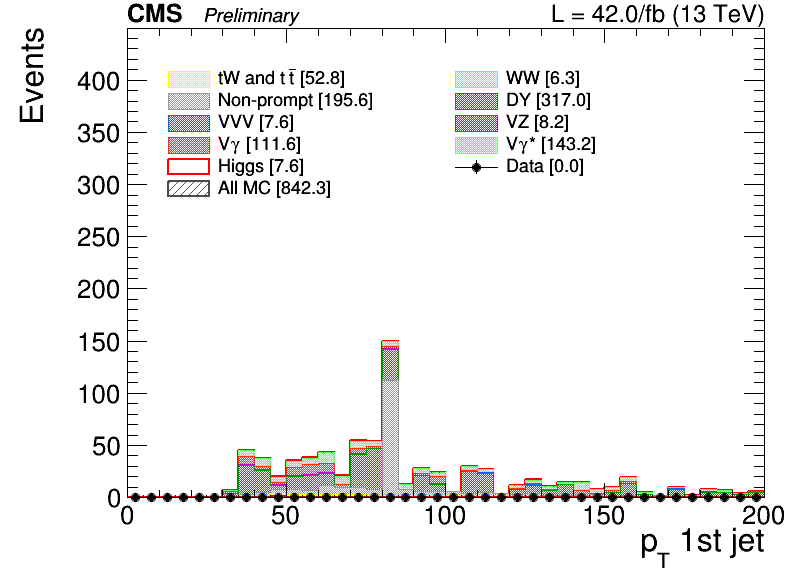 CMS Preliminary L = 42.0/fb (13 TeV)
Events
tW and t t̄ [52.8] WW [6.3]
Non-prompt [195.6] DY [317.0]
VVV [7.6] VZ [8.2]
Vγ [111.6] Vγ* [143.2]
Higgs [7.6] Data [0.0]
All MC [842.3]
400
350
300
250
200
150
100
50
0
0 50 100 150 200
pT 1st jet